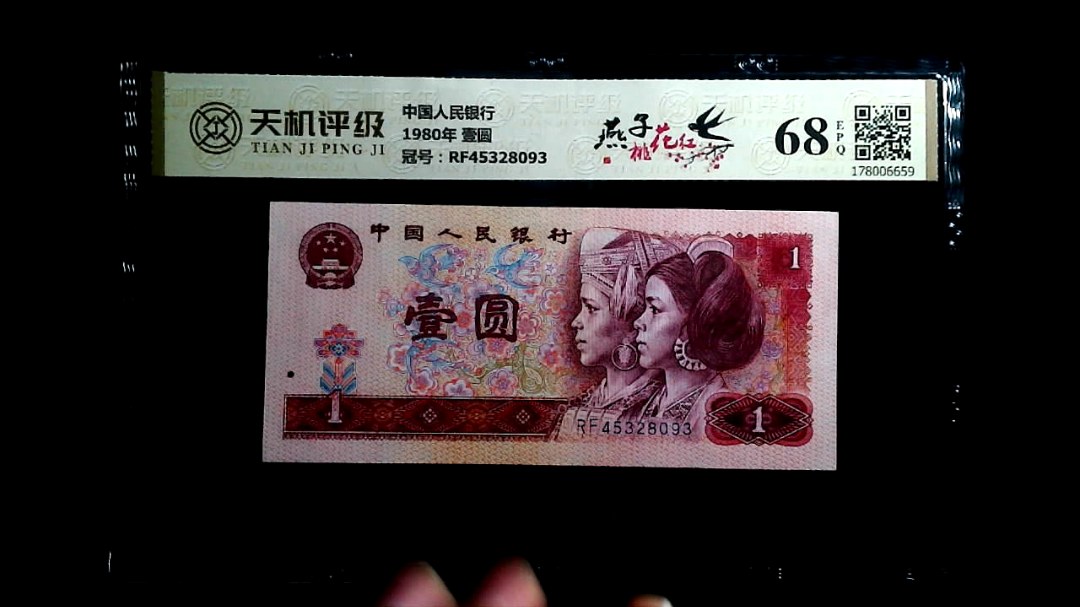 天机评级
TIAN JI PING JI
中国人民银行
1980年 壹圆
冠号：RF45328093
燕子
桃花红
68
EPQ
178006659
中国人民银行
1
壹圆
1
RF45328093
1